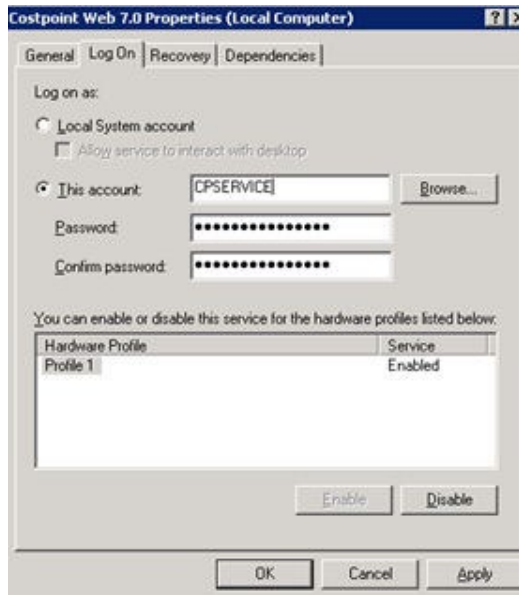 Costpoint Web 7.0 Properties (Local Computer)
General Log On Recovery Dependencies
Log on as:
Local System account
Allow service to interact with desktop
This account: CPSERVICE Browse...
Password: •••••••••••••••
Confirm password: •••••••••••••••
You can enable or disable this service for the hardware profiles listed below:
Hardware Profile Service
Profile 1 Enabled
Enable Disable
OK Cancel Apply